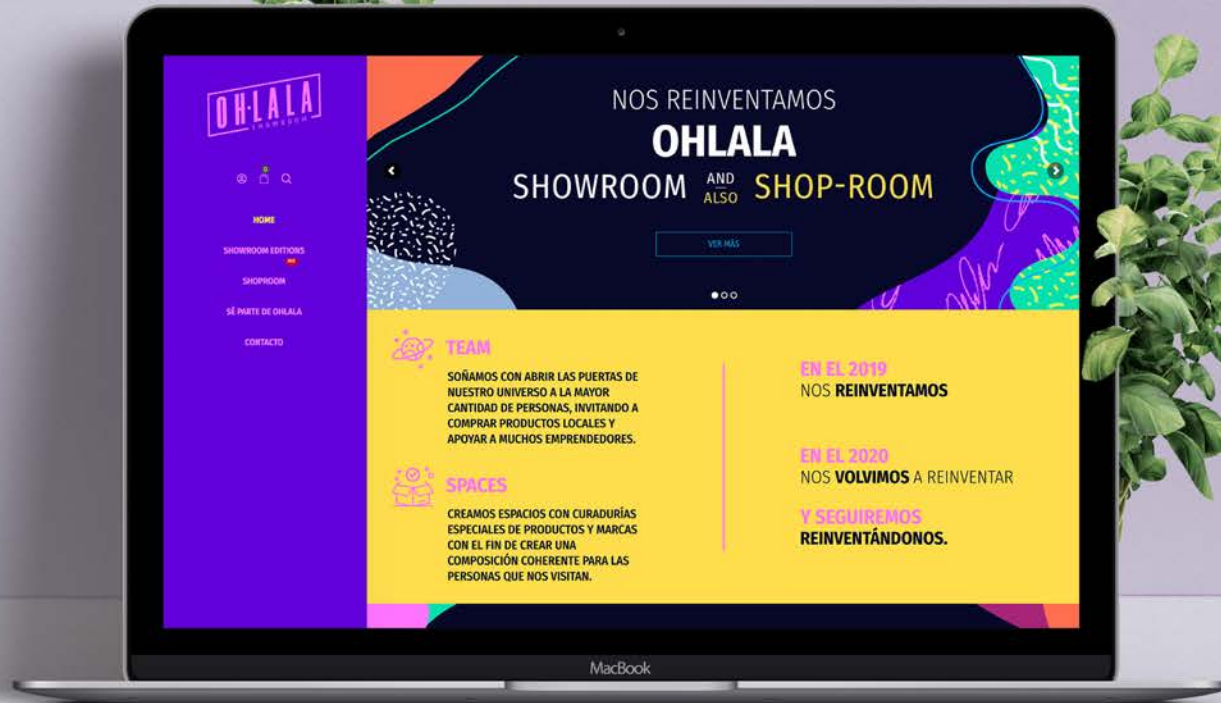 OH·LALA
SHOWROOM
0
HOME
SHOWROOM EDITIONS
SHOPROOM
SÉ PARTE DE OHLALA
CONTACTO
NOS REINVENTAMOS
OHLALA
SHOWROOM AND ALSO SHOP-ROOM
VER MÁS
TEAM
SOÑAMOS CON ABRIR LAS PUERTAS DE
NUESTRO UNIVERSO A LA MAYOR
CANTIDAD DE PERSONAS, INVITANDO A
COMPRAR PRODUCTOS LOCALES Y
APOYAR A MUCHOS EMPRENDEDORES.
SPACES
CREAMOS ESPACIOS CON CURADURÍAS
ESPECIALES DE PRODUCTOS Y MARCAS
CON EL FIN DE CREAR UNA
COMPOSICIÓN COHERENTE PARA LAS
PERSONAS QUE NOS VISITAN.
EN EL 2019
NOS REINVENTAMOS
EN EL 2020
NOS VOLVIMOS A REINVENTAR
Y SEGUIREMOS
REINVENTÁNDONOS.
MacBook